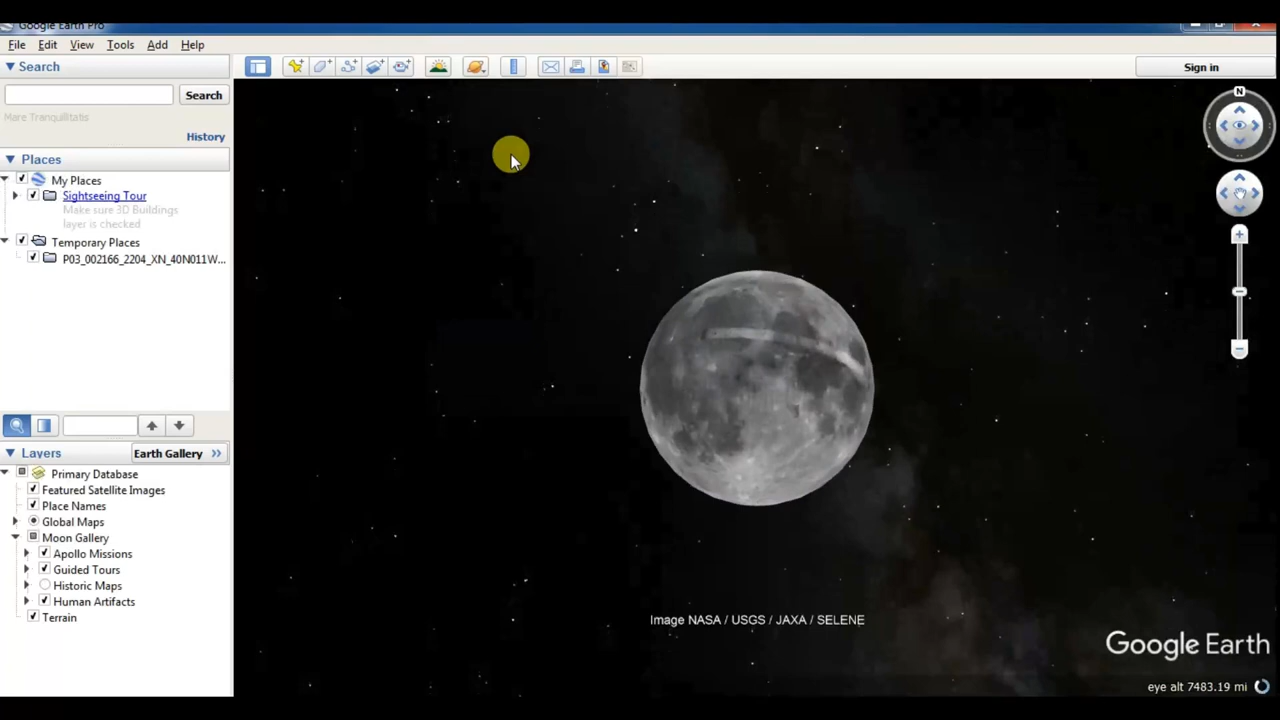 Google Earth Pro
File Edit View Tools Add Help
Search
Sign in
Search
Mare Tranquillitatis
History
Places
My Places
Sightseeing Tour
Make sure 3D Buildings
layer is checked
Temporary Places
P03_002166_2204_XN_40N011W...
Layers
Earth Gallery >>
Primary Database
Featured Satellite Images
Place Names
Global Maps
Moon Gallery
Apollo Missions
Guided Tours
Historic Maps
Human Artifacts
Terrain
N
Image NASA / USGS / JAXA / SELENE
Google Earth
eye alt 7483.19 mi